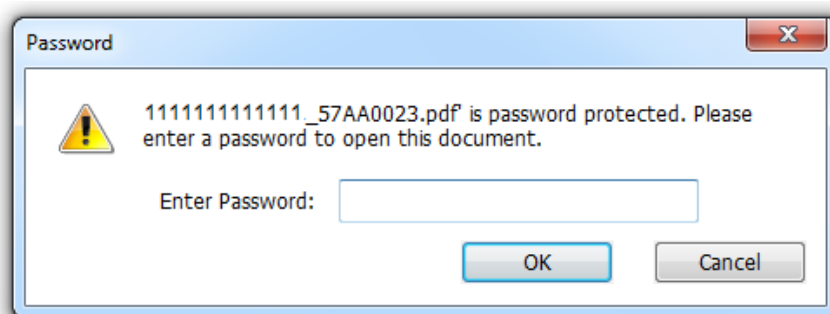 Password
1111111111111._57AA0023.pdf' is password protected. Please
enter a password to open this document.
Enter Password:
OK
Cancel